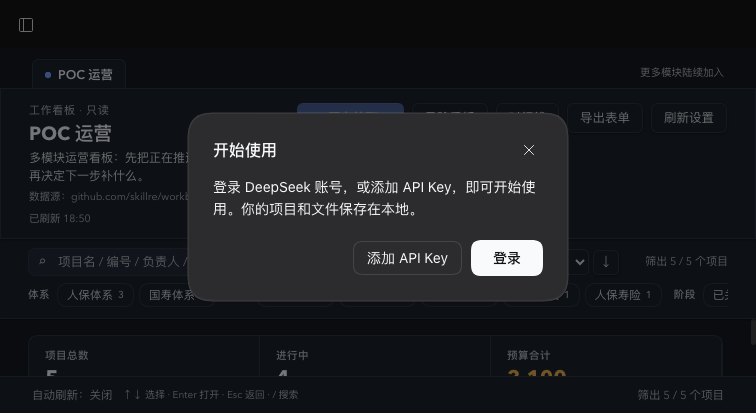 POC 运营
更多模块陆续加入
工作看板 · 只读
POC 运营
导出表单
刷新设置
多模块运营看板：先把正在推
再决定下一步补什么。
数据源：github.com/skillre/workb
已刷新 18:50
开始使用
登录 DeepSeek 账号，或添加 API Key，即可开始使
用。你的项目和文件保存在本地。
添加 API Key
登录
项目名 / 编号 / 负责人 /
↓
筛出 5 / 5 个项目
体系
人保体系 3
国寿体系
1
人保寿险 1
阶段
项目总数
进行中
预算合计
自动刷新：关闭
↑↓ 选择 · Enter 打开 · Esc 返回 · / 搜索
筛出 5 / 5 个项目